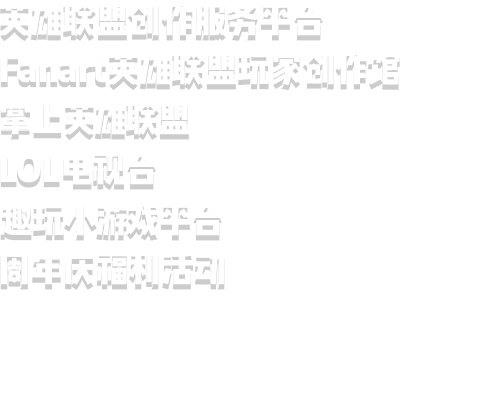 英雄联盟创作服务平台
Fanart英雄联盟玩家创作馆
掌上英雄联盟
LOL电视台
趣玩小游戏平台
周年庆福利活动